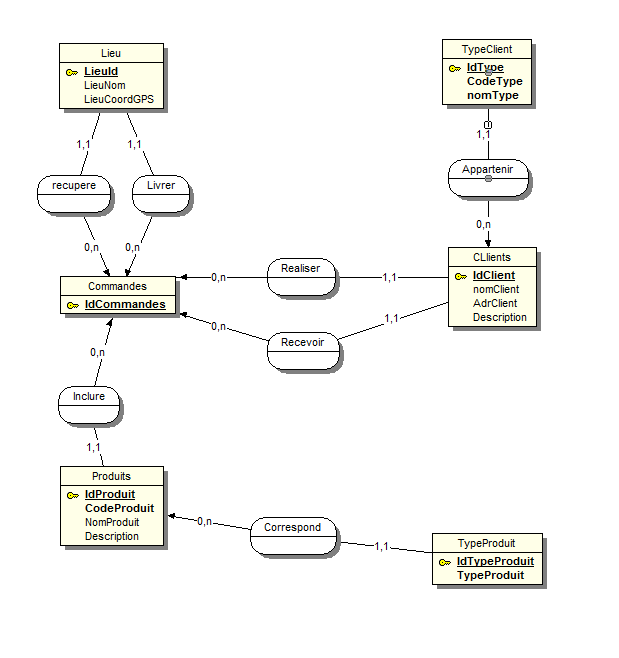 Lieu
LieuId
LieuNom
LieuCoordGPS
TypeClient
IdType
CodeType
nomType
1,1
1,1
1,1
recupere
Livrer
Appartenir
0,n
0,n
0,n
Commandes
IdCommandes
0,n
Realiser
1,1
CLlients
IdClient
nomClient
AdrClient
Description
0,n
Recevoir
1,1
0,n
Inclure
1,1
Produits
IdProduit
CodeProduit
NomProduit
Description
0,n
Correspond
1,1
TypeProduit
IdTypeProduit
TypeProduit